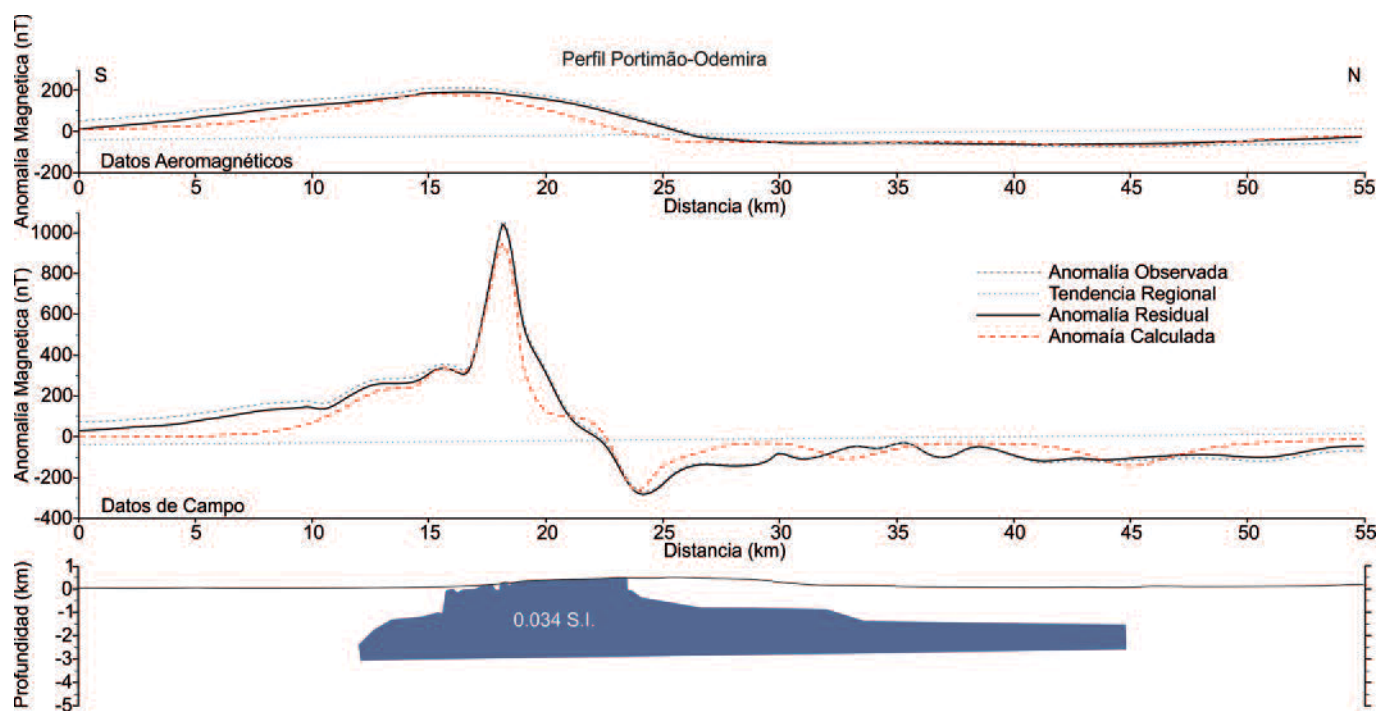 Perfil Portimão-Odemira
S
N
Anomalía Magnetica (nT)
200
0
-200
Datos Aeromagnéticos
0 5 10 15 20 25 30 35 40 45 50 55
Distancia (km)
Anomalía Magnetica (nT)
1000
800
600
400
200
0
-200
-400
Anomalía Observada
Tendencia Regional
Anomalía Residual
Anomaía Calculada
Datos de Campo
0 5 10 15 20 25 30 35 40 45 50 55
Distancia (km)
Profundidad (km)
1
0
-1
-2
-3
-4
-5
0.034 S.I.